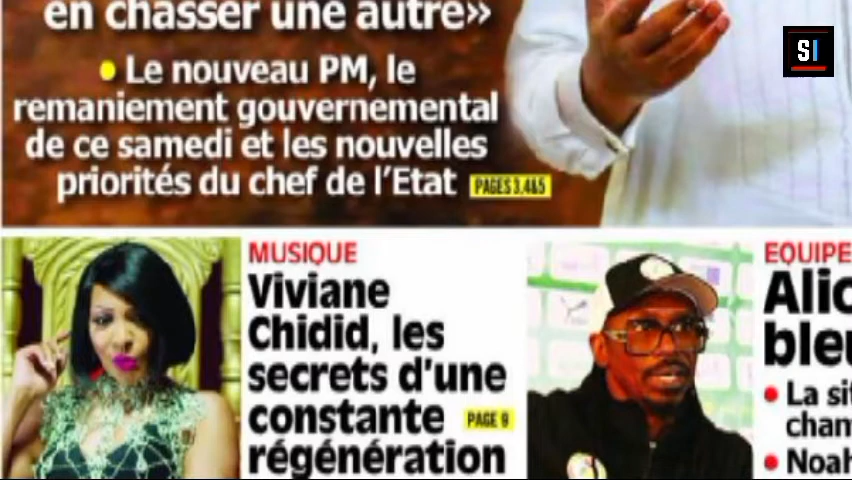 en chasser une autre»
• Le nouveau PM, le
remaniement gouvernemental
de ce samedi et les nouvelles
priorités du chef de l'Etat PAGES 3,4&5
SI
MUSIQUE
Viviane
Chidid, les
secrets d'une
constante PAGE 9
régénération
EQUIPE
Alic
bleu
• La sit
cham
• Noah